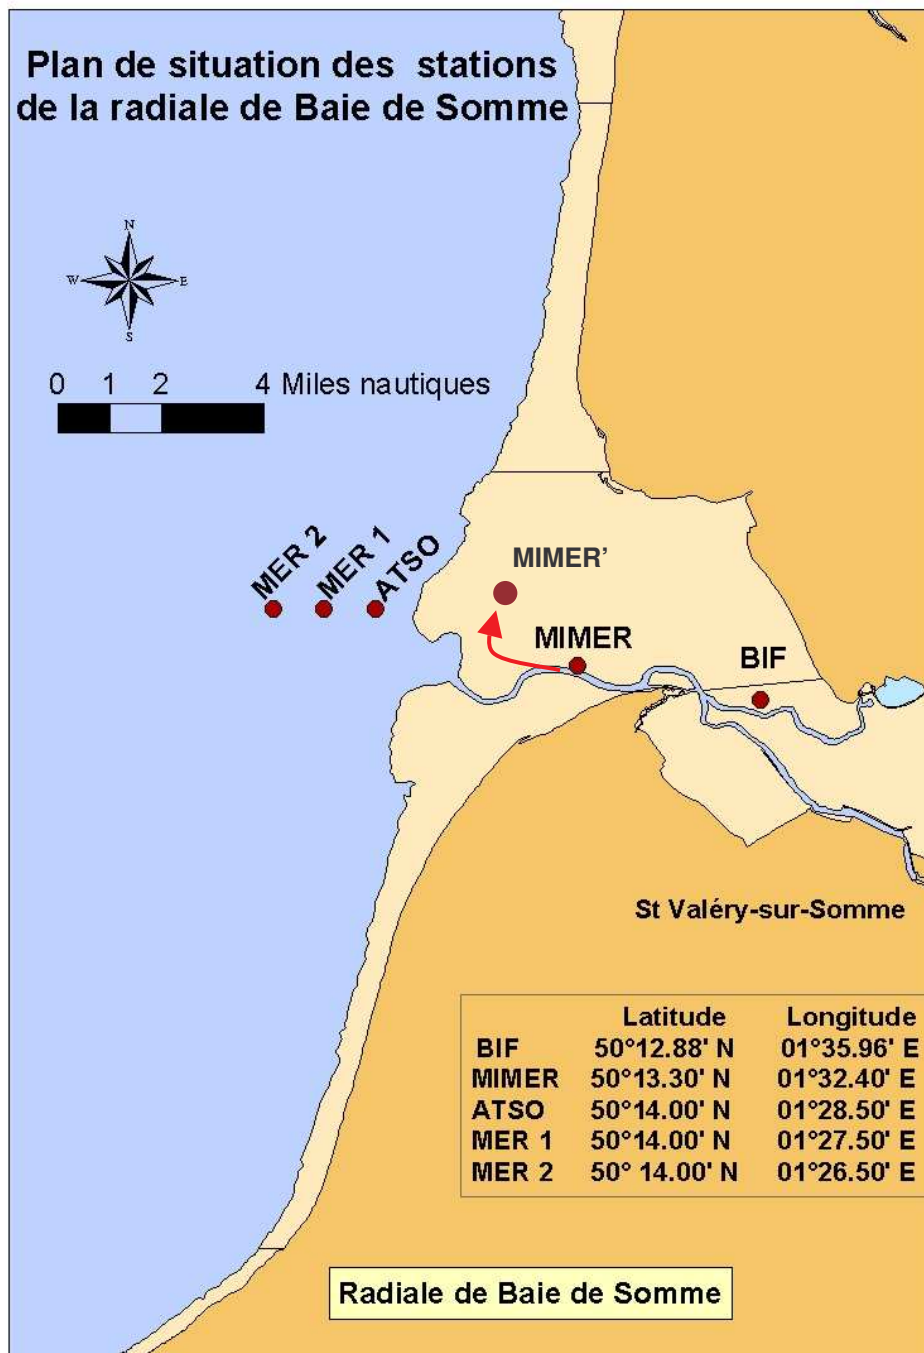 Plan de situation des stations
de la radiale de Baie de Somme
N
W E
S
0 1 2 4 Miles nautiques
MER 2
MER 1
ATSO
MIMER’
MIMER
BIF
St Valéry-sur-Somme
Latitude Longitude
BIF 50°12.88' N 01°35.96' E
MIMER 50°13.30' N 01°32.40' E
ATSO 50°14.00' N 01°28.50' E
MER 1 50°14.00' N 01°27.50' E
MER 2 50° 14.00' N 01°26.50' E
Radiale de Baie de Somme